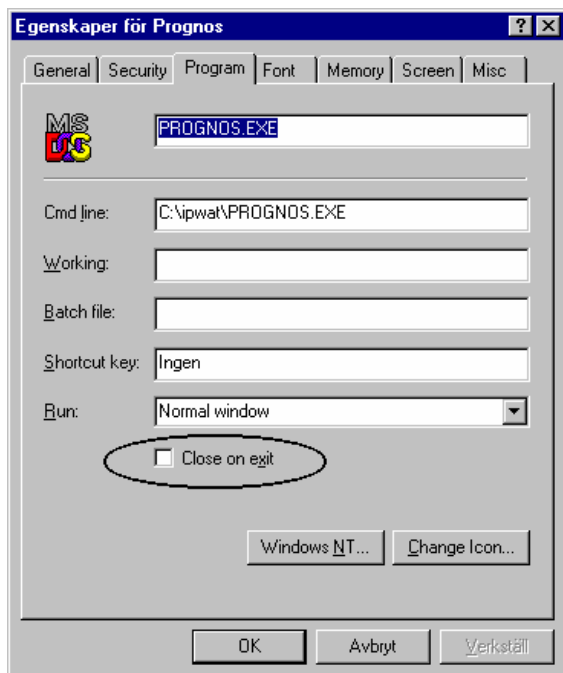 Egenskaper för Prognos
General Security Program Font Memory Screen Misc
MS
DOS
PROGNOS.EXE
Cmd line: C:\ipwat\PROGNOS.EXE
Working:
Batch file:
Shortcut key: Ingen
Run: Normal window
Close on exit
Windows NT... Change Icon...
OK Avbryt Verkställ